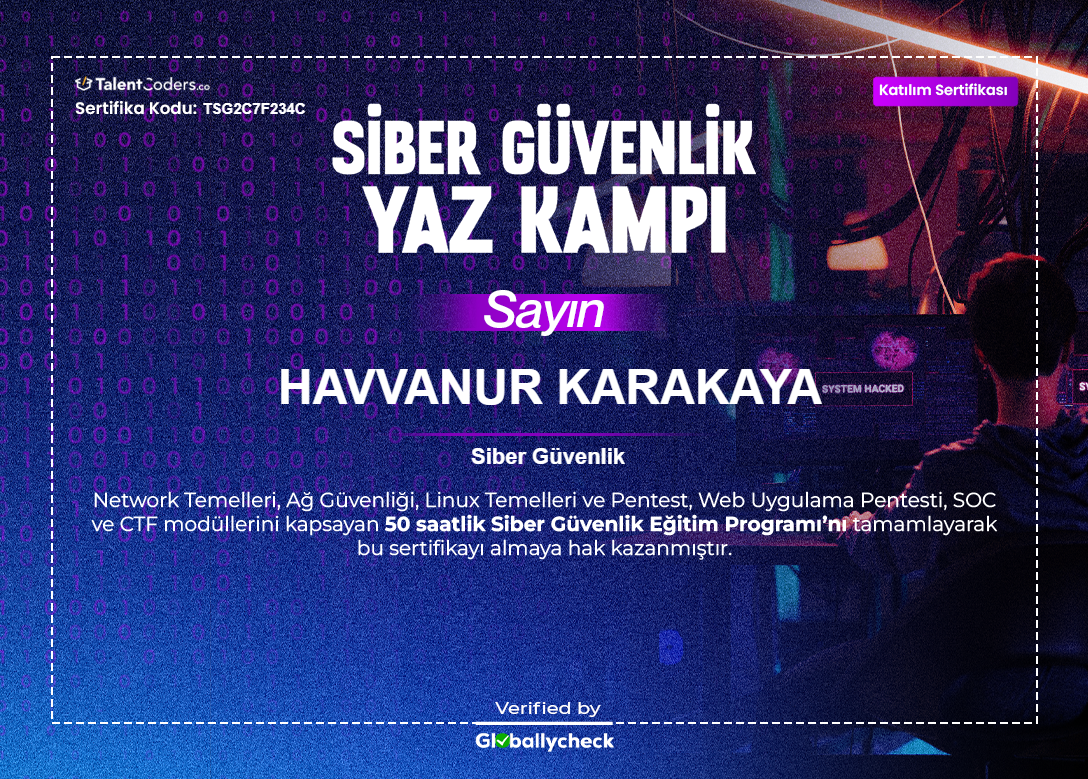 TalentCoders.co
Katılım Sertifikası
Sertifika Kodu: TSG2C7F234C
SİBER GÜVENLİK
YAZ KAMPI
Sayın
HAVVANUR KARAKAYA
SYSTEM HACKED
SY
Siber Güvenlik
Network Temelleri, Ağ Güvenliği, Linux Temelleri ve Pentest, Web Uygulama Pentesti, SOC
ve CTF modüllerini kapsayan 50 saatlik Siber Güvenlik Eğitim Programı’nı tamamlayarak
bu sertifikayı almaya hak kazanmıştır.
Verified by
Globallycheck